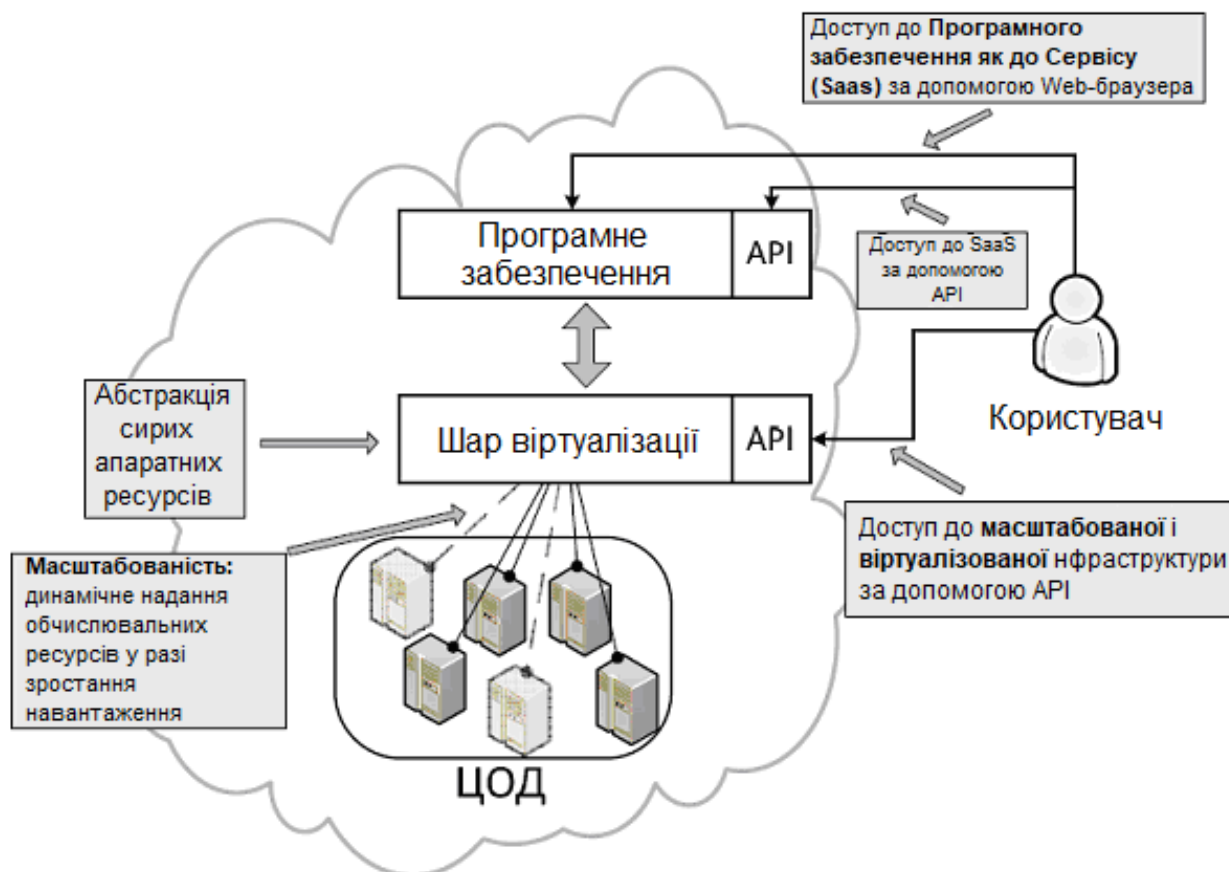 Доступ до Програмного
забезпечення як до Сервісу
(Saas) за допомогою Web-браузера
Програмне
забезпечення
API
Доступ до SaaS
за допомогою
API
Абстракція
сирих
апаратних
ресурсів
Шар віртуалізації
API
Користувач
Масштабованість:
динамічне надання
обчислювальних
ресурсів у разі
зростання
навантаження
Доступ до масштабованої і
віртуалізованої нфраструктури
за допомогою API
ЦОД